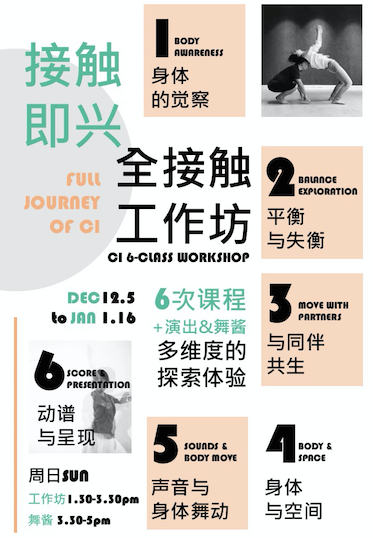 接触
即兴
FULL
JOURNEY
OF CI
全接触
工作坊
CI 6-CLASS WORKSHOP
DEC12.5
to JAN 1.16
6次课程
+演出&舞酱
多维度的
探索体验
1 BODY
AWARENESS
身体
的觉察
2 BALANCE
EXPLORATION
平衡
与失衡
3 MOVE WITH
PARTNERS
与同伴
共生
4 BODY &
SPACE
身体
与空间
5 SOUNDS &
BODY MOVE
声音与
身体舞动
6 SCORE &
PRESENTATION
动谱
与呈现
周日SUN
工作坊1.30-3.30pm
舞酱 3.30-5pm